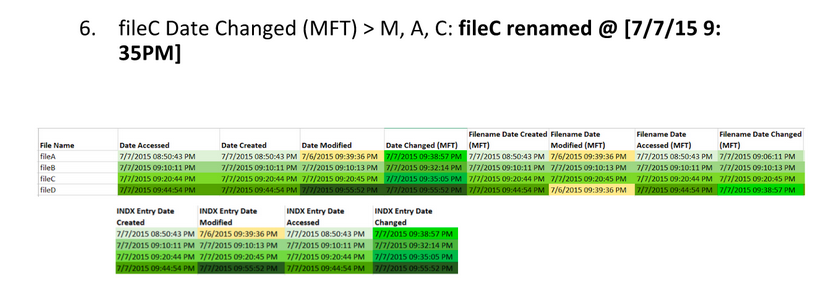 6. fileC Date Changed (MFT) > M, A, C: fileC renamed @ [7/7/15 9:
35PM]
File Name Date Accessed Date Created Date Modified Date Changed (MFT) Filename Date Created (MFT) Filename Date Modified (MFT) Filename Date Accessed (MFT) Filename Date Changed (MFT)
fileA 7/7/2015 08:50:43 PM 7/7/2015 08:50:43 PM 7/6/2015 09:39:36 PM 7/7/2015 09:38:57 PM 7/7/2015 08:50:43 PM 7/6/2015 09:39:36 PM 7/7/2015 08:50:43 PM 7/7/2015 09:06:11 PM
fileB 7/7/2015 09:10:11 PM 7/7/2015 09:10:11 PM 7/7/2015 09:10:13 PM 7/7/2015 09:32:14 PM 7/7/2015 09:10:11 PM 7/7/2015 09:10:13 PM 7/7/2015 09:10:11 PM 7/7/2015 09:10:13 PM
fileC 7/7/2015 09:20:44 PM 7/7/2015 09:20:44 PM 7/7/2015 09:20:45 PM 7/7/2015 09:35:05 PM 7/7/2015 09:20:44 PM 7/7/2015 09:20:45 PM 7/7/2015 09:20:44 PM 7/7/2015 09:20:45 PM
fileD 7/7/2015 09:44:54 PM 7/7/2015 09:44:54 PM 7/7/2015 09:55:52 PM 7/7/2015 09:55:52 PM 7/7/2015 09:44:54 PM 7/6/2015 09:39:36 PM 7/7/2015 09:44:54 PM 7/7/2015 09:38:57 PM
INDX Entry Date Created INDX Entry Date Modified INDX Entry Date Accessed INDX Entry Date Changed
7/7/2015 08:50:43 PM 7/6/2015 09:39:36 PM 7/7/2015 08:50:43 PM 7/7/2015 09:38:57 PM
7/7/2015 09:10:11 PM 7/7/2015 09:10:13 PM 7/7/2015 09:10:11 PM 7/7/2015 09:32:14 PM
7/7/2015 09:20:44 PM 7/7/2015 09:20:45 PM 7/7/2015 09:20:44 PM 7/7/2015 09:35:05 PM
7/7/2015 09:44:54 PM 7/7/2015 09:55:52 PM 7/7/2015 09:44:54 PM 7/7/2015 09:55:52 PM